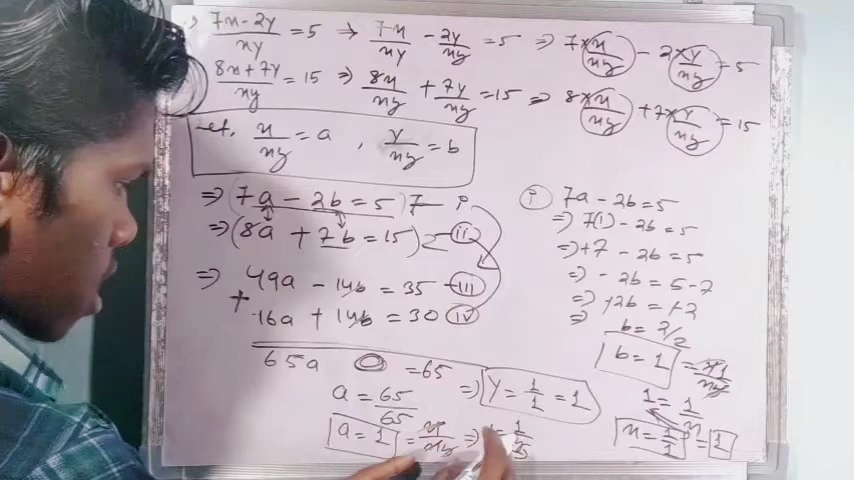 7x-2y/xy = 5 ⇒ 7x/xy - 2y/xy = 5 ⇒ 7×x/xy - 2×y/xy = 5
8x+7y/xy = 15 ⇒ 8x/xy + 7y/xy = 15 ⇒ 8×x/xy + 7×y/xy = 15
Let, x/xy = a , y/xy = b
⇒ (7a - 2b = 5) 7 — i
⇒ (8a + 7b = 15) 2 — ii
⇒ 49a - 14b = 35 — iii
+ 16a + 14b = 30 iv
65a 0 = 65
a = 65/65
a = 1 = x/xy ⇒
⇒ y = 1/1 = 1
i 7a - 2b = 5
⇒ 7(1) - 2b = 5
⇒ +7 - 2b = 5
⇒ - 2b = 5 - 7
⇒ +2b = +2
⇒ b = 2/2
b = 1 = y/xy
1 = 1/x
x = 1/1 = 1